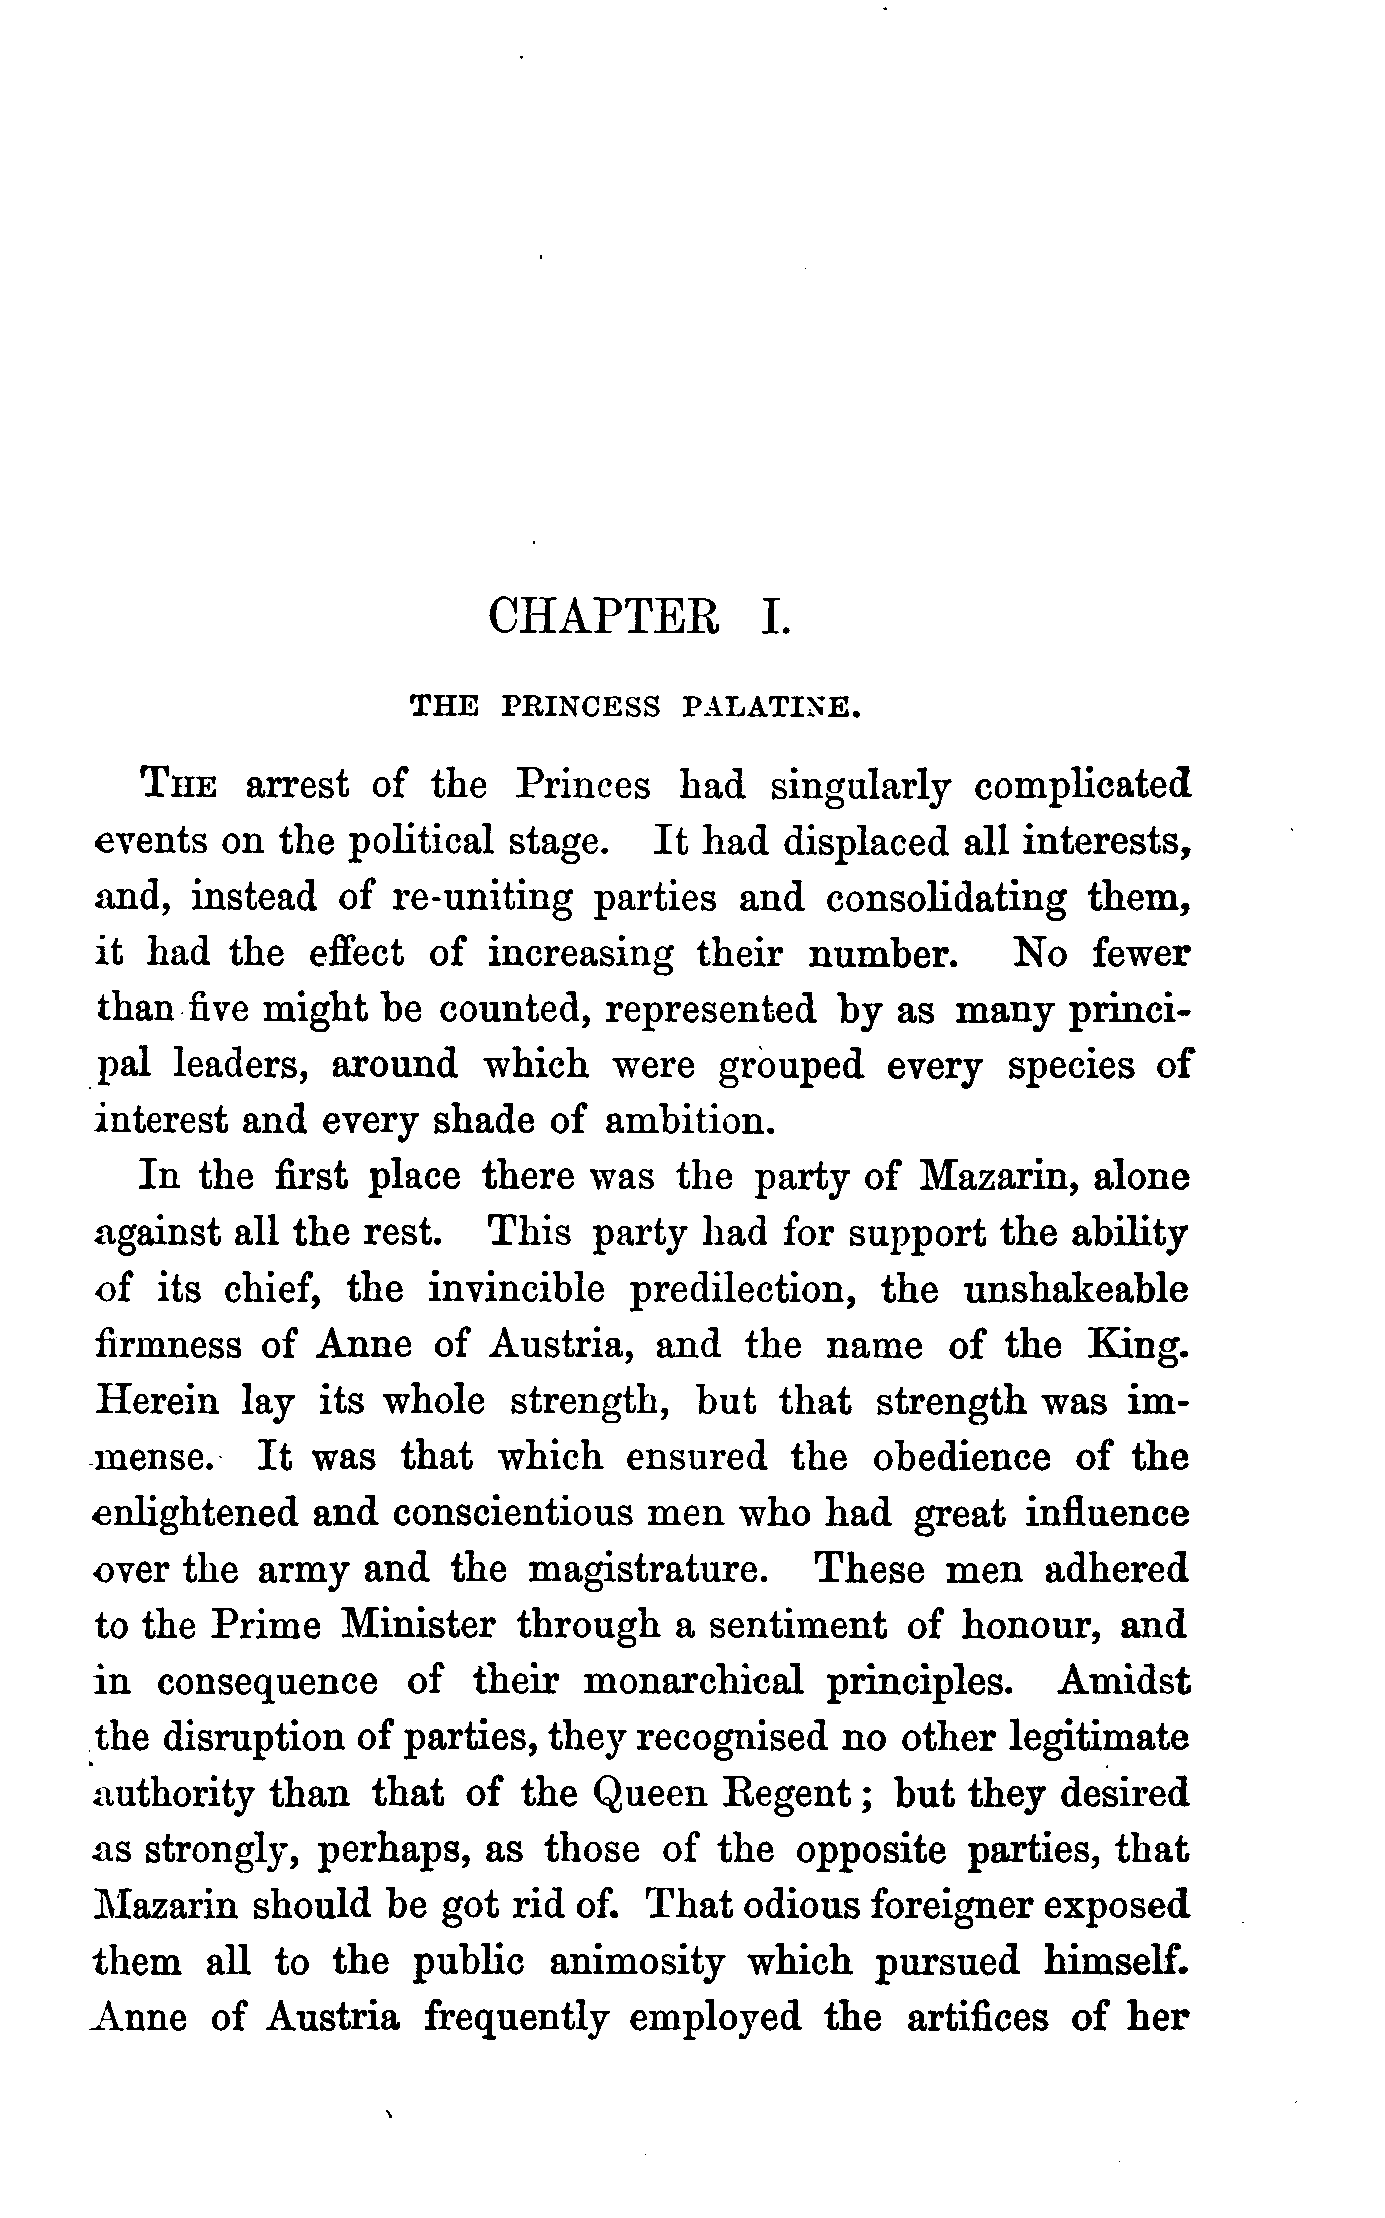 CHAPTER I.
THE PRINCESS PALATINE.
THE arrest of the Princes had singularly complicated
events on the political stage. It had displaced all interests,
and, instead of re-uniting parties and consolidating them,
it had the effect of increasing their number. No fewer
than five might be counted, represented by as many princi-
pal leaders, around which were grouped every species of
interest and every shade of ambition.
In the first place there was the party of Mazarin, alone
against all the rest. This party had for support the ability
of its chief, the invincible predilection, the unshakeable
firmness of Anne of Austria, and the name of the King.
Herein lay its whole strength, but that strength was im-
mense. It was that which ensured the obedience of the
enlightened and conscientious men who had great influence
over the army and the magistrature. These men adhered
to the Prime Minister through a sentiment of honour, and
in consequence of their monarchical principles. Amidst
the disruption of parties, they recognised no other legitimate
authority than that of the Queen Regent; but they desired
as strongly, perhaps, as those of the opposite parties, that
Mazarin should be got rid of. That odious foreigner exposed
them all to the public animosity which pursued himself.
Anne of Austria frequently employed the artifices of her